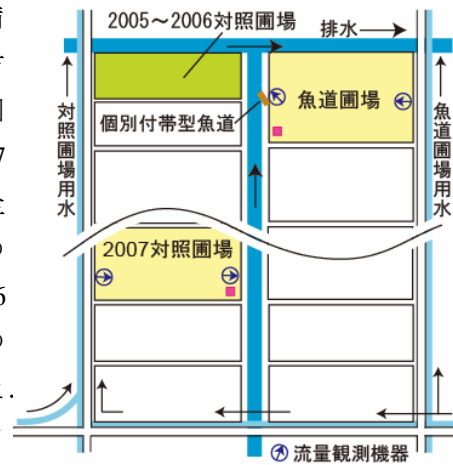 2005～2006対照圃場
排水
魚道圃場
個別付帯型魚道
対照圃場用水
魚道圃場用水
2007対照圃場
流量観測機器